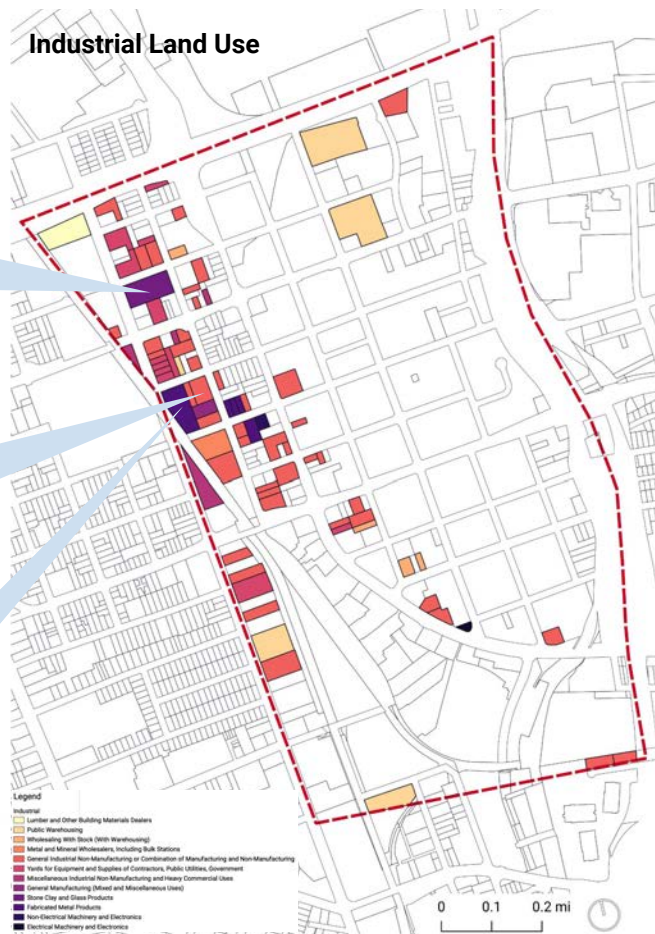 Industrial Land Use
Legend
Industrial
Lumber and Other Building Materials Dealers
Public Warehousing
Wholesaling With Stock (With Warehousing)
Metal and Mineral Wholesalers, Including Bulk Stations
General Industrial Non-Manufacturing or Combination of Manufacturing and Non-Manufacturing
Yards for Equipment and Supplies of Contractors, Public Utilities, Government
Miscellaneous Industrial Non-Manufacturing and Heavy Commercial Uses
General Manufacturing (Mixed and Miscellaneous Uses)
Stone Clay and Glass Products
Fabricated Metal Products
Non-Electrical Machinery and Electronics
Electrical Machinery and Electronics
0 0.1 0.2 mi